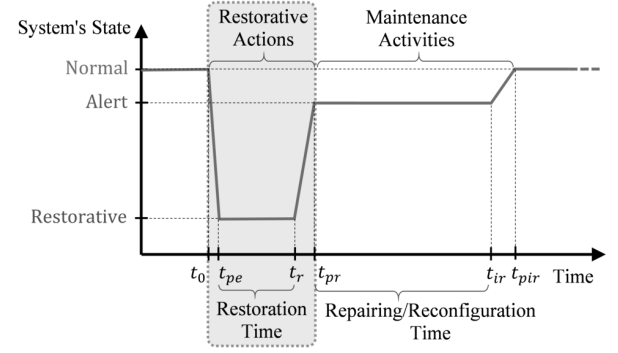 System's State
Restorative
Actions
Maintenance
Activities
Normal
Alert
Restorative
t0 tpe tr tpr tir tpir Time
Restoration
Time
Repairing/Reconfiguration
Time